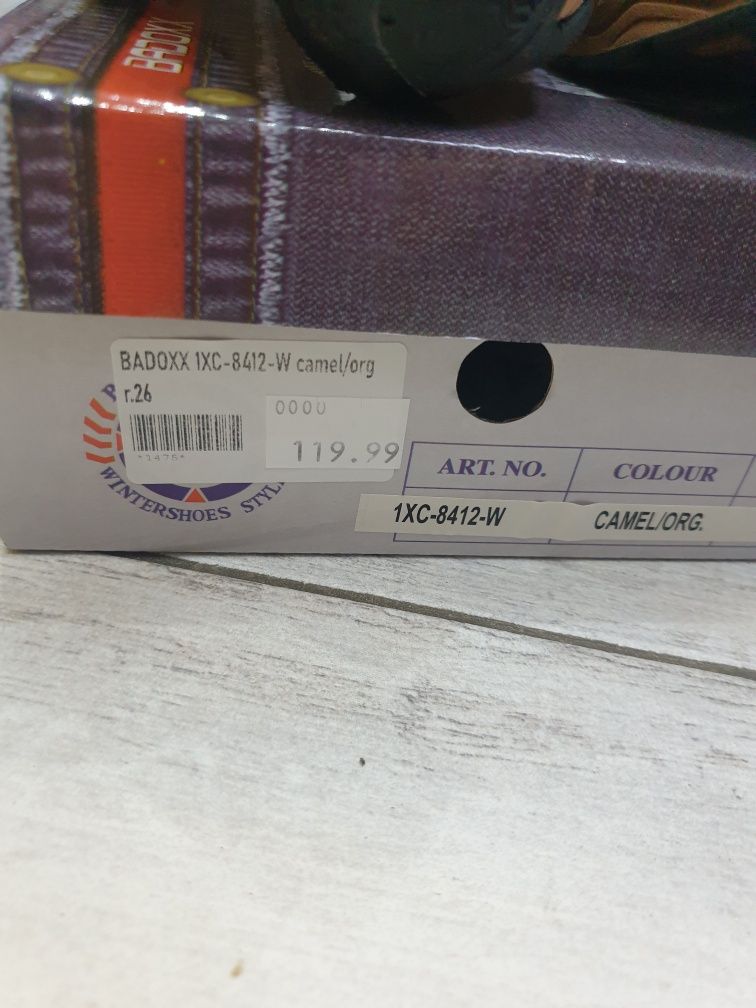 BADOXX
BADOXX 1XC-8412-W camel/org
r.26
0000
*1475*
119.99
WINTERSHOES STYL
ART. NO. COLOUR
1XC-8412-W CAMEL/ORG.